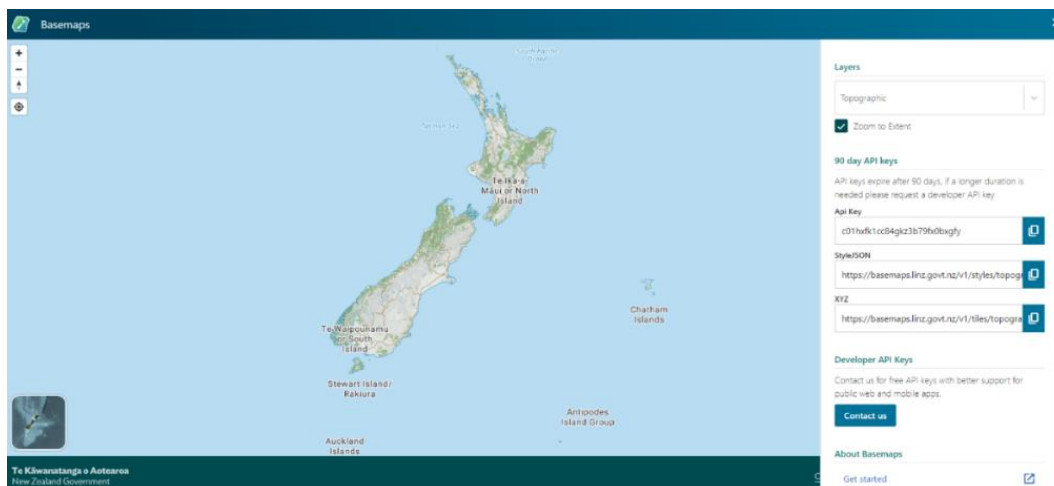 Basemaps
Te Ika-a-
Māui or North
Island
Chatham
Islands
Te Waipounamu
or South
Island
Stewart Island/
Rakiura
Antipodes
Island Group
Auckland
Islands
Te Kāwanatanga o Aotearoa
New Zealand Government
Layers
Topographic
Zoom to Extent
90 day API keys
API keys expire after 90 days, if a longer duration is
needed please request a developer API key
Api Key
StyleJSON
https://basemaps.linz.govt.nz/v1/styles/topogr
XYZ
https://basemaps.linz.govt.nz/v1/tiles/topogra
Developer API Keys
Contact us for free API keys with better support for
public web and mobile apps.
Contact us
About Basemaps
Get started